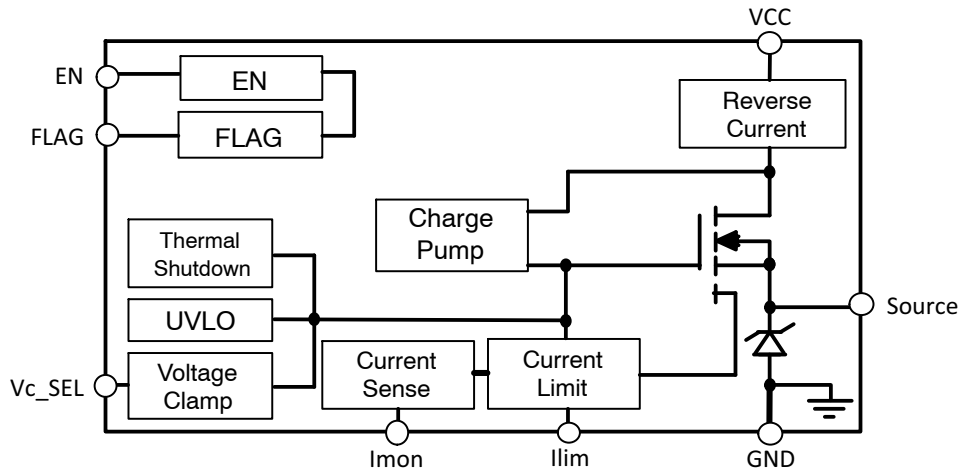 VCC
EN
EN
FLAG
FLAG
Reverse
Current
Charge
Pump
Thermal
Shutdown
UVLO
Source
Vc_SEL
Voltage
Clamp
Current
Sense
Current
Limit
Imon
Ilim
GND